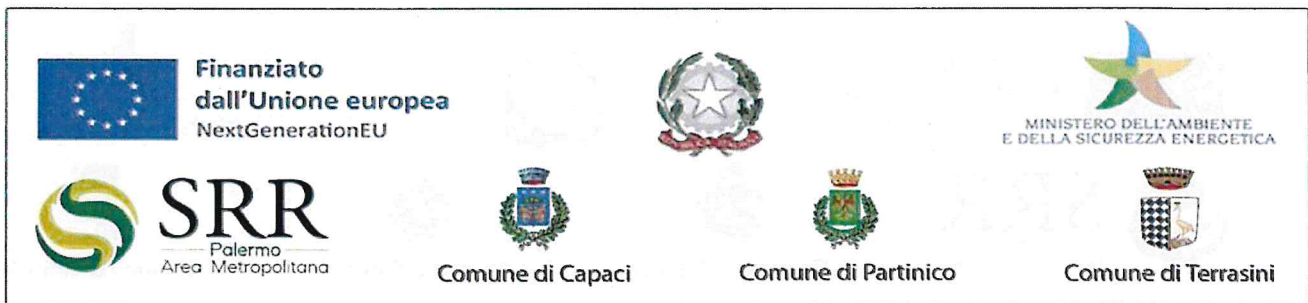 Finanziato
dall'Unione europea
NextGenerationEU
MINISTERO DELL'AMBIENTE
E DELLA SICUREZZA ENERGETICA
SRR
Palermo
Area Metropolitana
Comune di Capaci
Comune di Partinico
Comune di Terrasini